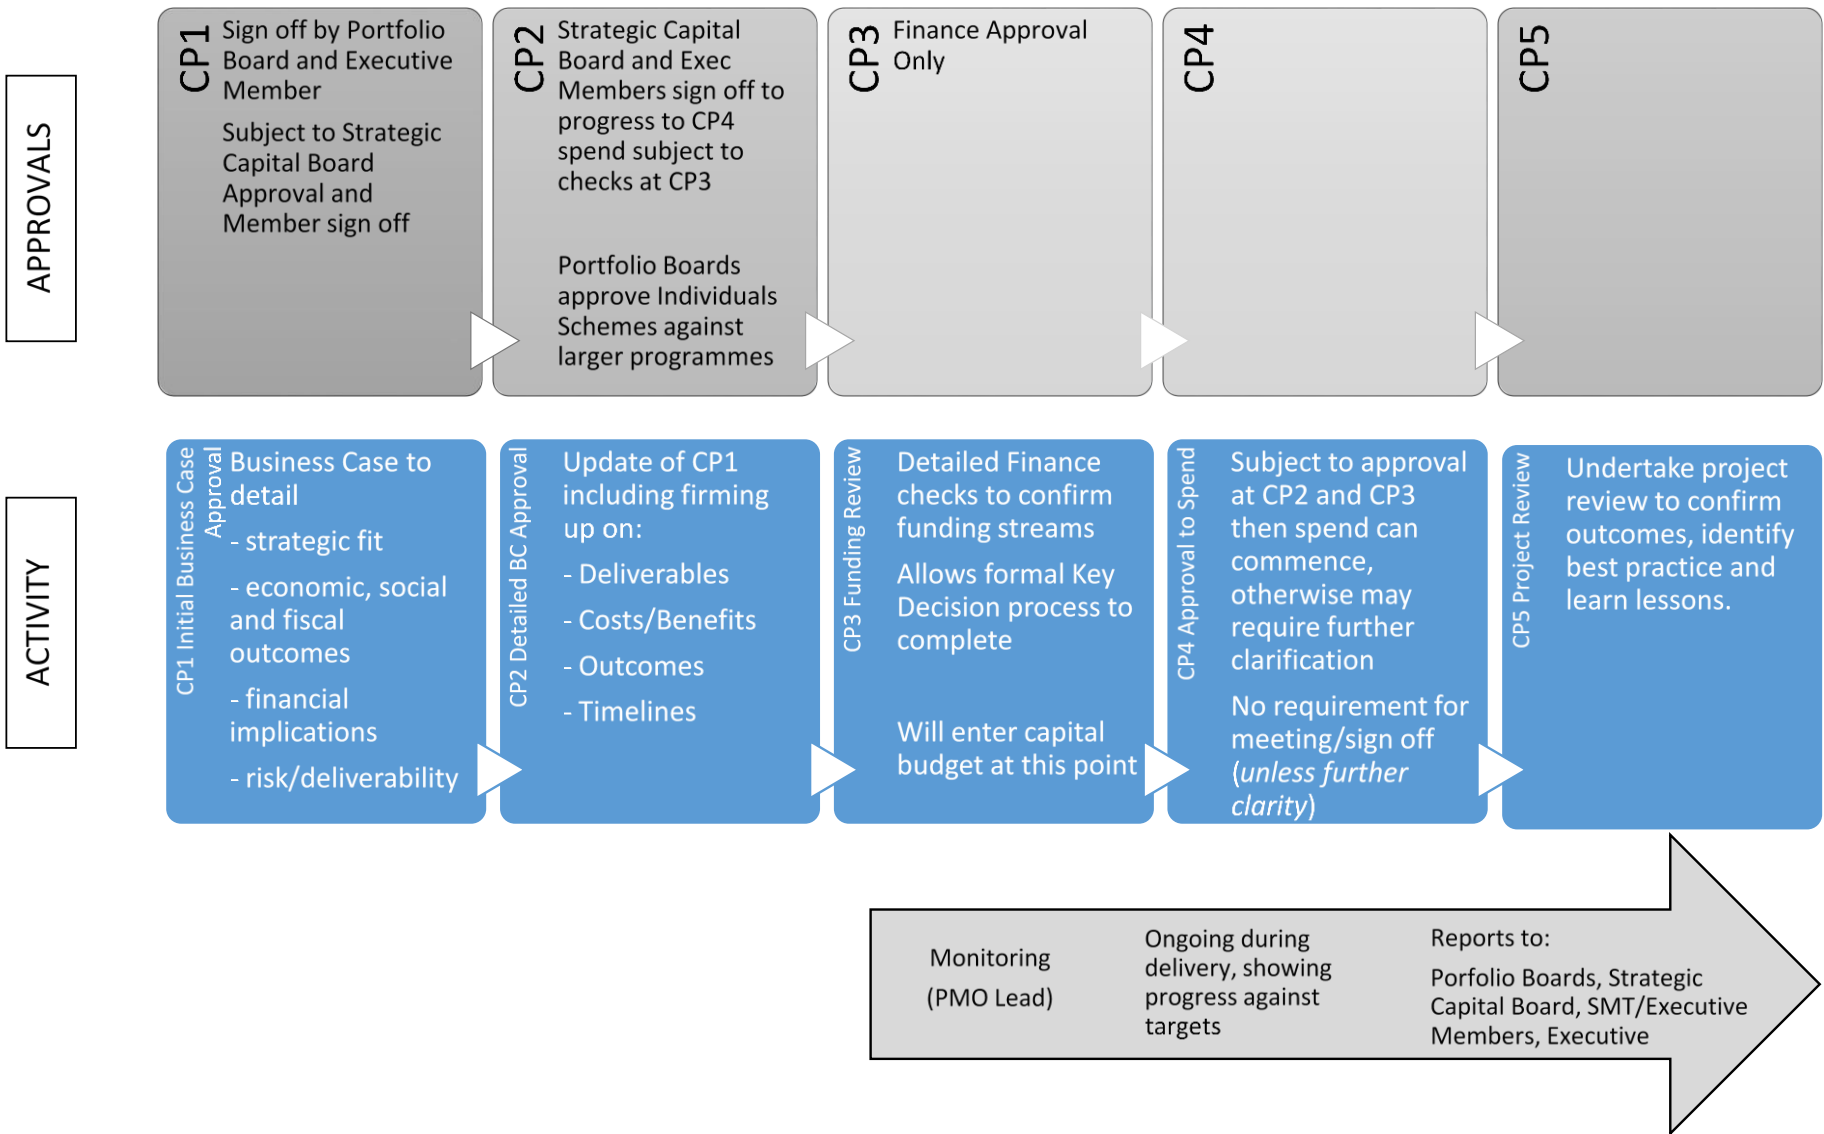 APPROVALS
CP1
Sign off by Portfolio
Board and Executive
Member
Subject to Strategic
Capital Board
Approval and
Member sign off
CP2
Strategic Capital
Board and Exec
Members sign off to
progress to CP4
spend subject to
checks at CP3
Portfolio Boards
approve Individuals
Schemes against
larger programmes
CP3
Finance Approval
Only
CP4
CP5
ACTIVITY
CP1 Initial Business Case
Approval
Business Case to
detail
- strategic fit
- economic, social
and fiscal
outcomes
- financial
implications
- risk/deliverability
CP2 Detailed BC Approval
Update of CP1
including firming
up on:
- Deliverables
- Costs/Benefits
- Outcomes
- Timelines
CP3 Funding Review
Detailed Finance
checks to confirm
funding streams
Allows formal Key
Decision process to
complete
Will enter capital
budget at this point
CP4 Approval to Spend
Subject to approval
at CP2 and CP3
then spend can
commence,
otherwise may
require further
clarification
No requirement for
meeting/sign off
(unless further
clarity)
CP5 Project Review
Undertake project
review to confirm
outcomes, identify
best practice and
learn lessons.
Monitoring
(PMO Lead)
Ongoing during
delivery, showing
progress against
targets
Reports to:
Porfolio Boards, Strategic
Capital Board, SMT/Executive
Members, Executive